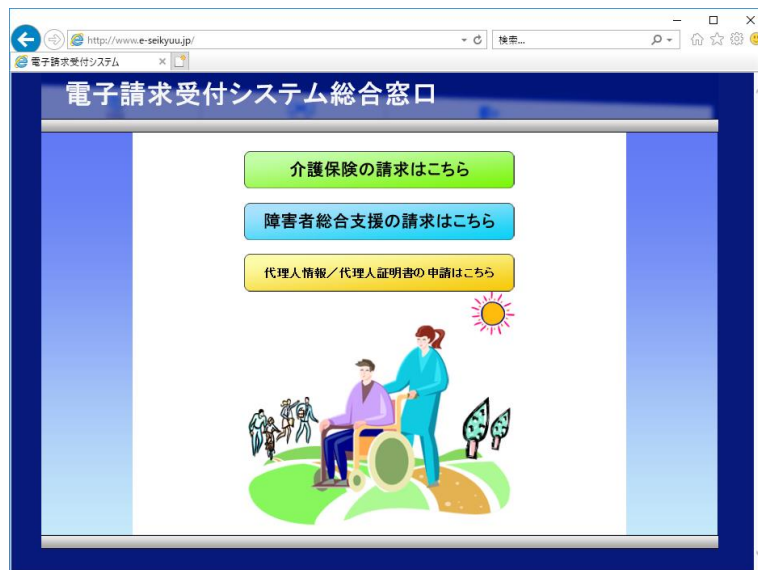 http://www.e-seikyuu.jp/
検索...
電子請求受付システム
電子請求受付システム総合窓口
介護保険の請求はこちら
障害者総合支援の請求はこちら
代理人情報／代理人証明書の申請はこちら